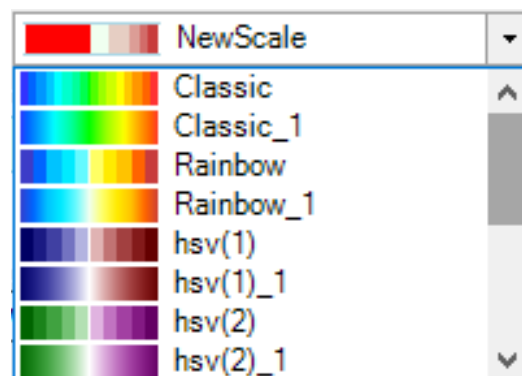 NewScale
Classic
Classic_1
Rainbow
Rainbow_1
hsv(1)
hsv(1)_1
hsv(2)
hsv(2)_1